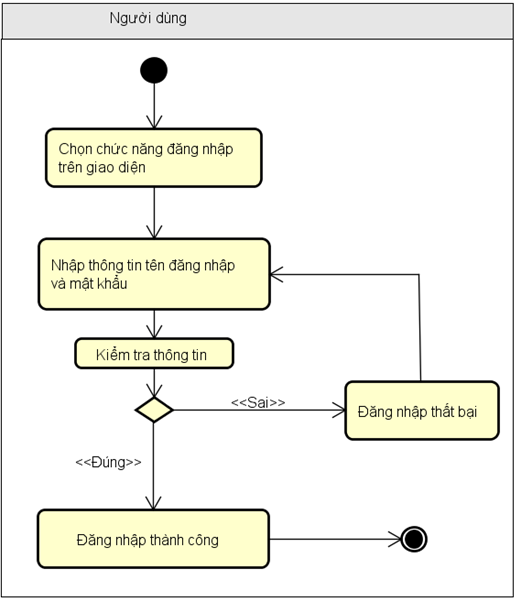 Người dùng
Chọn chức năng đăng nhập
trên giao diện
Nhập thông tin tên đăng nhập
và mật khẩu
Kiểm tra thông tin
<<Sai>>
Đăng nhập thất bại
<<Đúng>>
Đăng nhập thành công